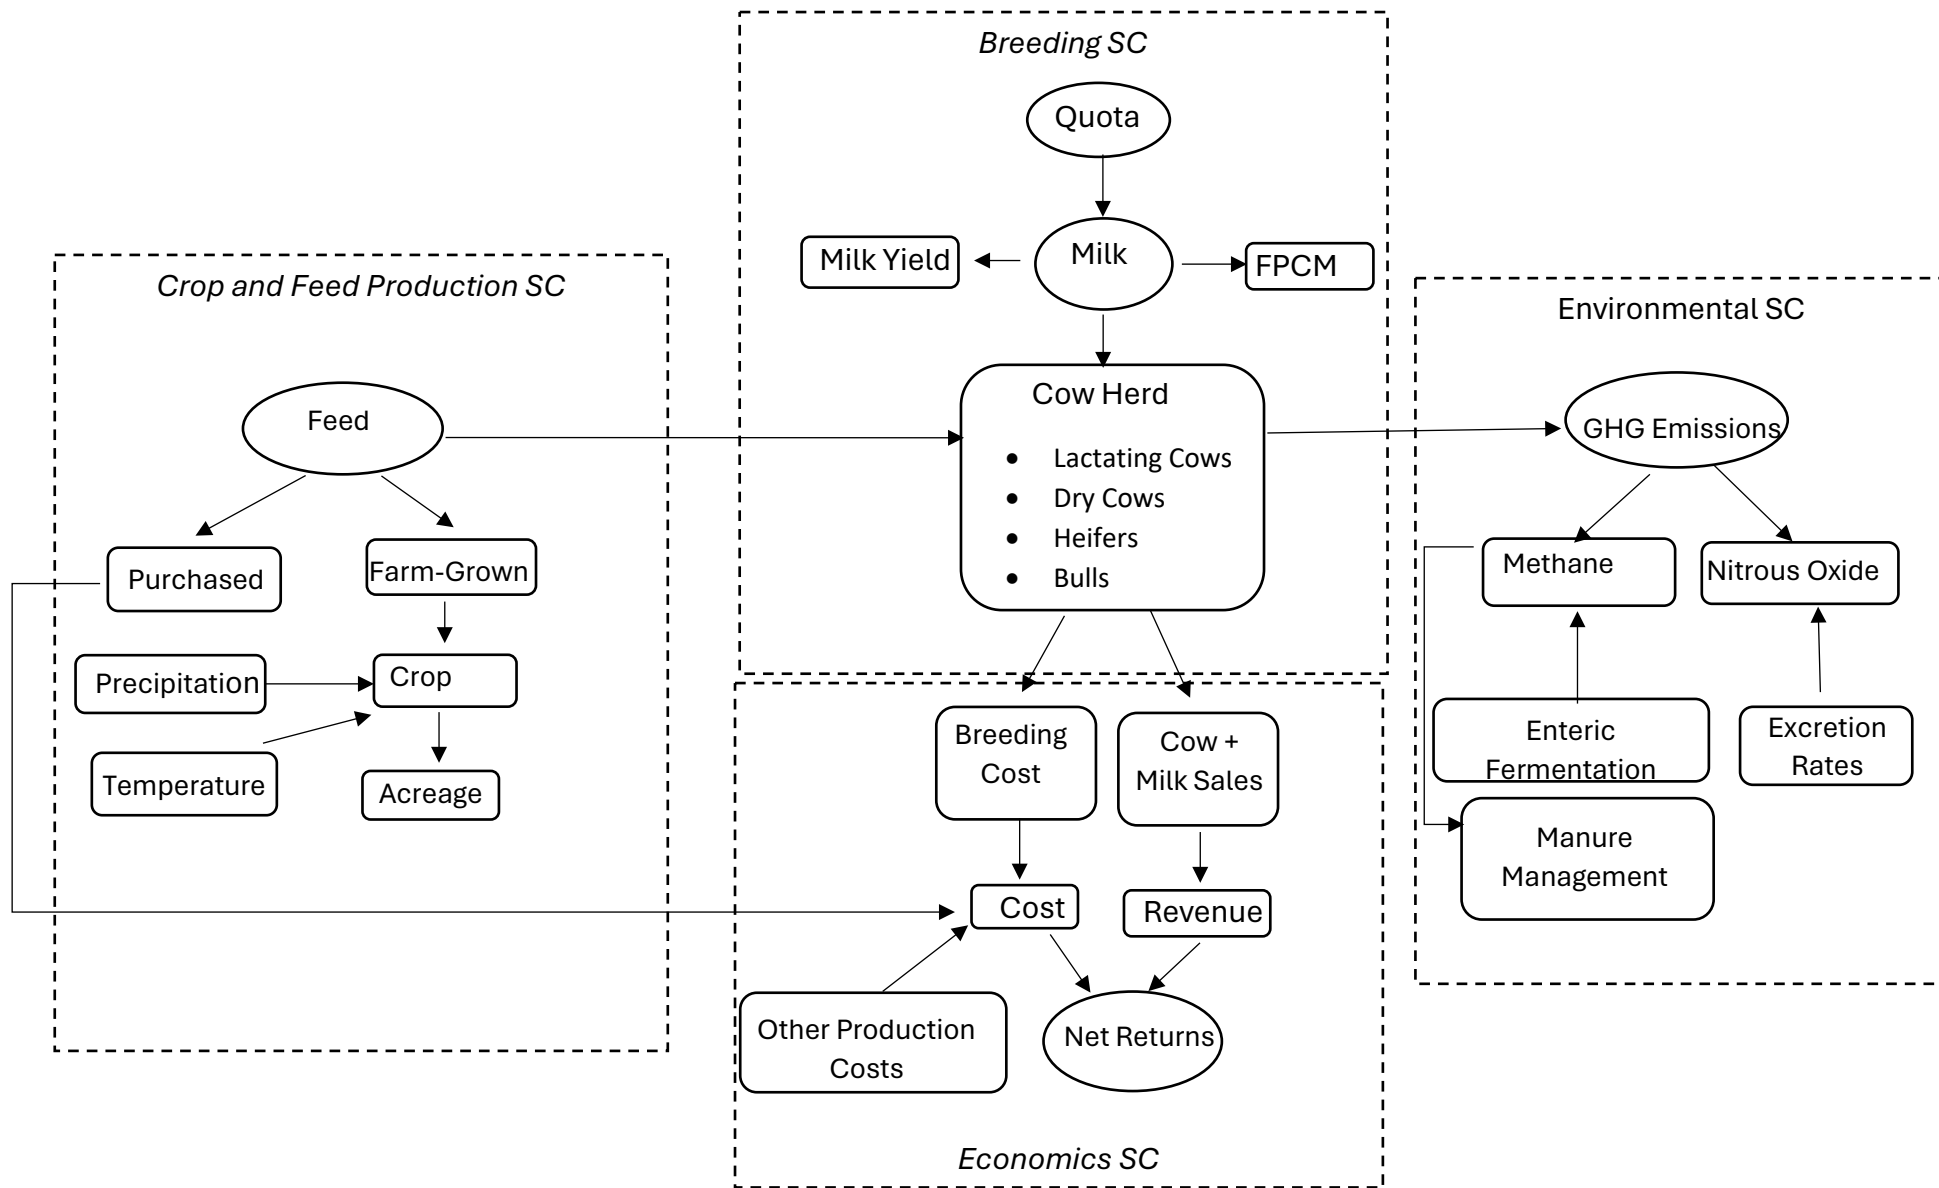 Breeding SC
Quota
Milk Yield
Milk
FPCM
Crop and Feed Production SC
Feed
Purchased
Farm-Grown
Precipitation
Crop
Temperature
Acreage
Cow Herd
• Lactating Cows
• Dry Cows
• Heifers
• Bulls
Environmental SC
GHG Emissions
Methane
Nitrous Oxide
Enteric
Fermentation
Excretion
Rates
Manure
Management
Breeding
Cost
Cow +
Milk Sales
Cost
Revenue
Other Production
Costs
Net Returns
Economics SC